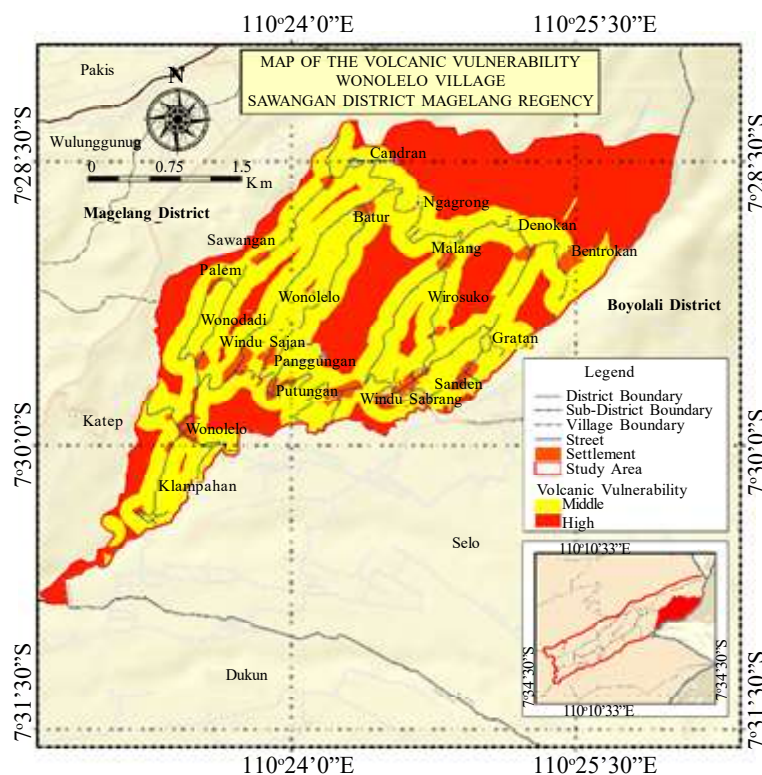 110°24’0”E 110°25’30”E
MAP OF THE VOLCANIC VULNERABILITY
WONOLELO VILLAGE
SAWANGAN DISTRICT MAGELANG REGENCY
Pakis
N
Wulunggunug
7°28’30”S
7°28’30”S
0 0.75 1.5
Km
Magelang District
Candran
Ngagrong
Batur
Denokan
Sawangan
Malang
Bentrokan
Palem
Wonolelo
Wirosuko
Boyolali District
Wonodadi
Windu Sajan
Gratan
Panggungan
Putungan
Sanden
Windu Sabrang
Katep
Wonolelo
7°30’0”S
7°30’0”S
Klampahan
Selo
Dukun
Legend
District Boundary
Sub-District Boundary
Village Boundary
Street
Settlement
Study Area
Volcanic Vulnerability
Middle
High
110°10’33”E
7°34’30”S
7°34’30”S
110°10’33”E
7°31’30”S
7°31’30”S
110°24’0”E 110°25’30”E